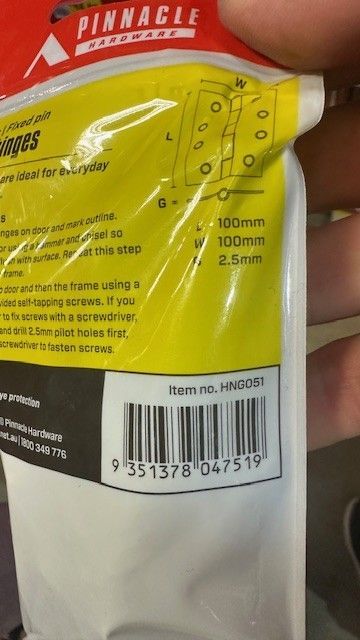 PINNACLE
HARDWARE
| Fixed pin
inges
are ideal for everyday
W
L
G =
L 100mm
W 100mm
G 2.5mm
nges on door and mark outline.
or using a hammer and chisel so
with surface. Repeat this step
frame.
door and then the frame using a
vided self-tapping screws. If you
to fix screws with a screwdriver,
and drill 2.5mm pilot holes first,
screwdriver to fasten screws.
Item no. HNG051
9 351378 047519
ye protection
Pinnacle Hardware
net.au | 1800 349 776